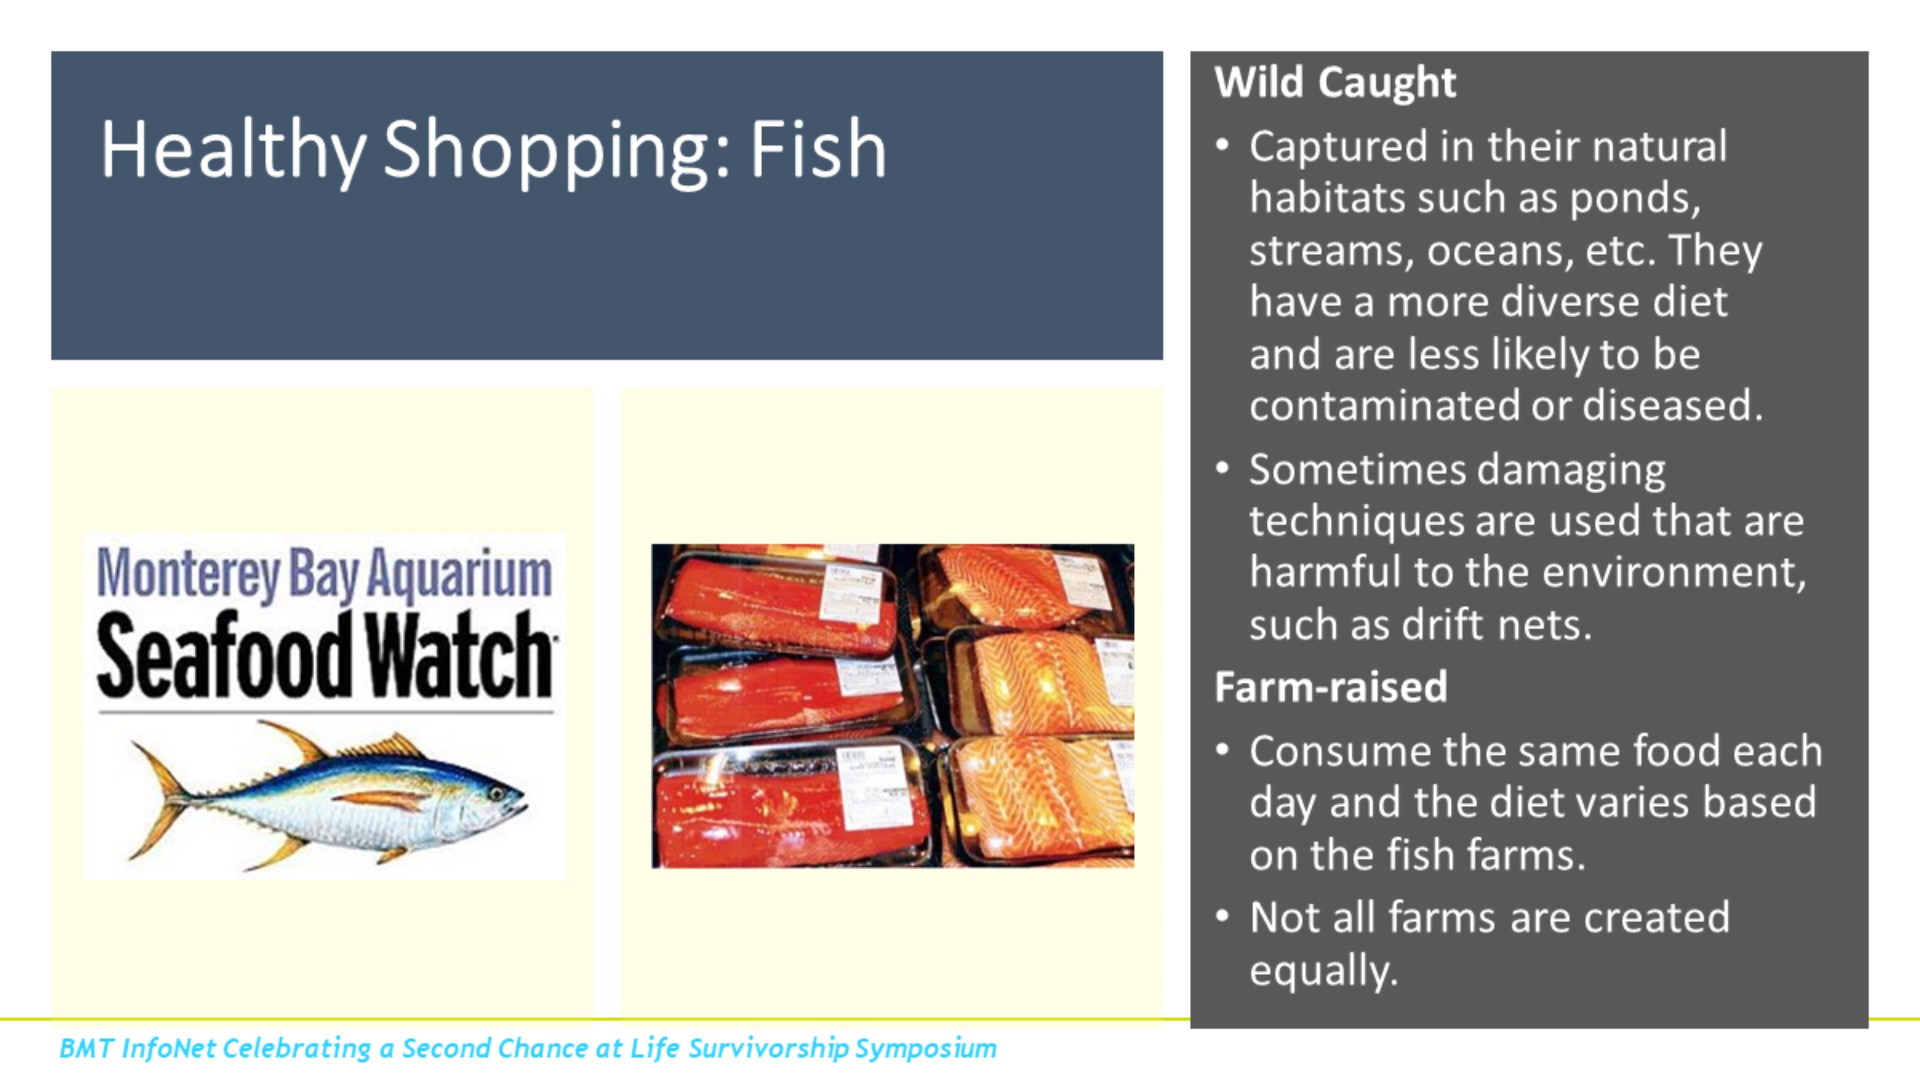 Healthy Shopping: Fish
Monterey Bay Aquarium
Seafood Watch
Wild Caught
• Captured in their natural
habitats such as ponds,
streams, oceans, etc. They
have a more diverse diet
and are less likely to be
contaminated or diseased.
• Sometimes damaging
techniques are used that are
harmful to the environment,
such as drift nets.
Farm-raised
• Consume the same food each
day and the diet varies based
on the fish farms.
• Not all farms are created
equally.
BMT InfoNet Celebrating a Second Chance at Life Survivorship Symposium